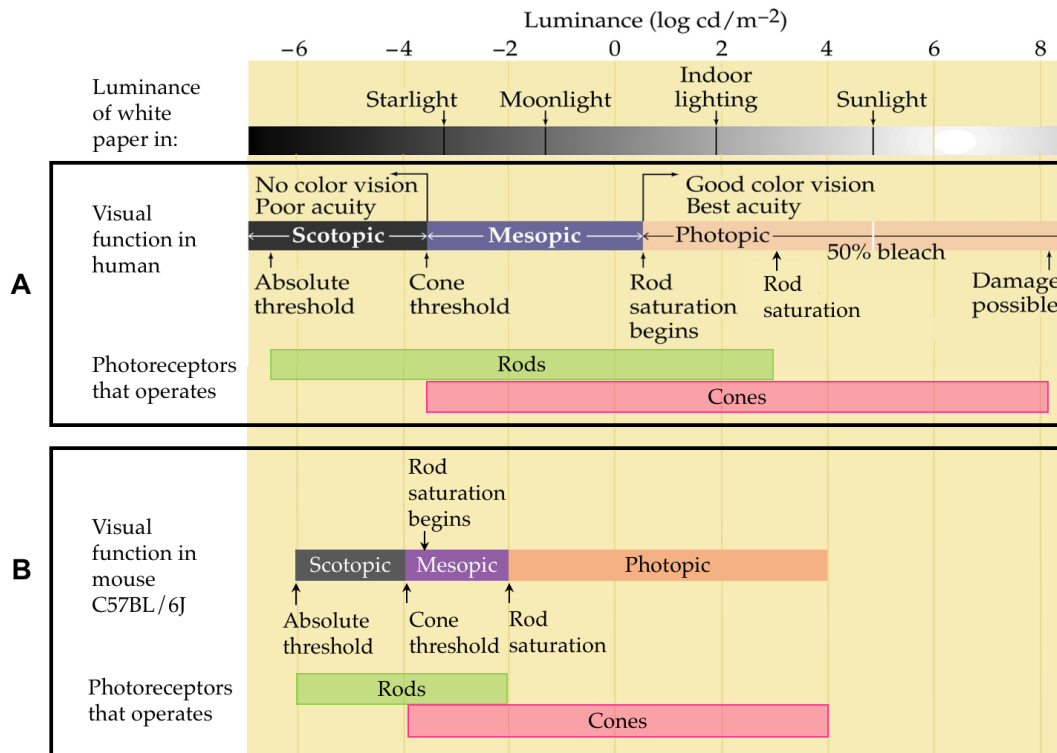 Luminance (log cd/m−2)
−6 −4 −2 0 2 4 6 8
Luminance
of white
paper in:
Starlight
Moonlight
Indoor
lighting
Sunlight
A
Visual
function in
human
No color vision
Poor acuity
Good color vision
Best acuity
Scotopic
Mesopic
Photopic
50% bleach
Absolute
threshold
Cone
threshold
Rod
saturation
begins
Rod
saturation
Damage
possible
Photoreceptors
that operates
Rods
Cones
B
Visual
function in
mouse
C57BL/6J
Rod
saturation
begins
Scotopic
Mesopic
Photopic
Absolute
threshold
Cone
threshold
Rod
saturation
Photoreceptors
that operates
Rods
Cones